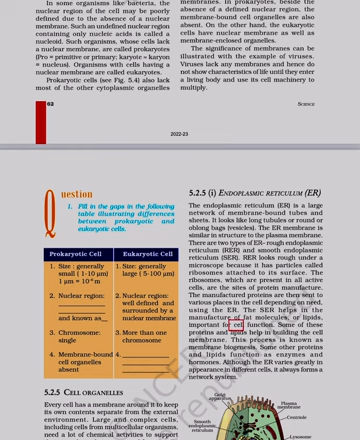 In some organisms like bacteria, the
nuclear region of the cell may be poorly
defined due to the absence of a nuclear
membrane. Such an undefined nuclear region
containing only nucleic acids is called a
nucleoid. Such organisms, whose cells lack
a nuclear membrane, are called prokaryotes
(Pro = primitive or primary; karyote ≈ karyon
= nucleus). Organisms with cells having a
nuclear membrane are called eukaryotes.
Prokaryotic cells (see Fig. 5.4) also lack
most of the other cytoplasmic organelles
membranes. In prokaryotes, beside the
absence of a defined nuclear region, the
membrane-bound cell organelles are also
absent. On the other hand, the eukaryotic
cells have nuclear membrane as well as
membrane-enclosed organelles.
The significance of membranes can be
illustrated with the example of viruses.
Viruses lack any membranes and hence do
not show characteristics of life until they enter
a living body and use its cell machinery to
multiply.
62
SCIENCE
2022-23
Question
1. Fill in the gaps in the following
table illustrating differences
between prokaryotic and
eukaryotic cells.
Prokaryotic Cell Eukaryotic Cell
1. Size : generally 1. Size: generally
small ( 1-10 μm) large ( 5-100 μm)
1 μm = 10⁻⁶ m
2. Nuclear region: 2. Nuclear region:
well defined and
surrounded by a
and known as__ nuclear membrane
3. Chromosome: 3. More than one
single chromosome
4. Membrane-bound 4.
cell organelles
absent
5.2.5 CELL ORGANELLES
Every cell has a membrane around it to keep
its own contents separate from the external
environment. Large and complex cells,
including cells from multicellular organisms,
need a lot of chemical activities to support
5.2.5 (i) ENDOPLASMIC RETICULUM (ER)
The endoplasmic reticulum (ER) is a large
network of membrane-bound tubes and
sheets. It looks like long tubules or round or
oblong bags (vesicles). The ER membrane is
similar in structure to the plasma membrane.
There are two types of ER– rough endoplasmic
reticulum (RER) and smooth endoplasmic
reticulum (SER). RER looks rough under a
microscope because it has particles called
ribosomes attached to its surface. The
ribosomes, which are present in all active
cells, are the sites of protein manufacture.
The manufactured proteins are then sent to
various places in the cell depending on need,
using the ER. The SER helps in the
manufacture of fat molecules, or lipids,
important for cell function. Some of these
proteins and lipids help in building the cell
membrane. This process is known as
membrane biogenesis. Some other proteins
and lipids function as enzymes and
hormones. Although the ER varies greatly in
appearance in different cells, it always forms a
network system.
Golgi
apparatus
Plasma
membrane
Centriole
Smooth
endoplasmic
reticulum
Lysosome